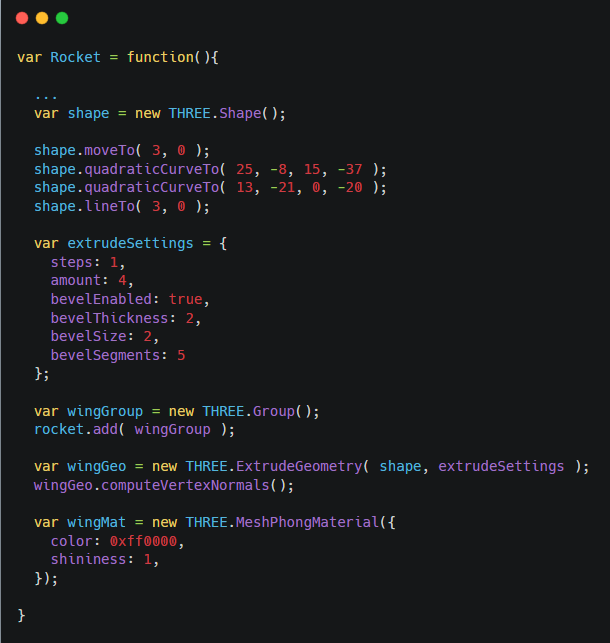 var Rocket = function(){
...
var shape = new THREE.Shape();
shape.moveTo( 3, 0 );
shape.quadraticCurveTo( 25, -8, 15, -37 );
shape.quadraticCurveTo( 13, -21, 0, -20 );
shape.lineTo( 3, 0 );
var extrudeSettings = {
steps: 1,
amount: 4,
bevelEnabled: true,
bevelThickness: 2,
bevelSize: 2,
bevelSegments: 5
};
var wingGroup = new THREE.Group();
rocket.add( wingGroup );
var wingGeo = new THREE.ExtrudeGeometry( shape, extrudeSettings );
wingGeo.computeVertexNormals();
var wingMat = new THREE.MeshPhongMaterial({
color: 0xff0000,
shininess: 1,
});
}